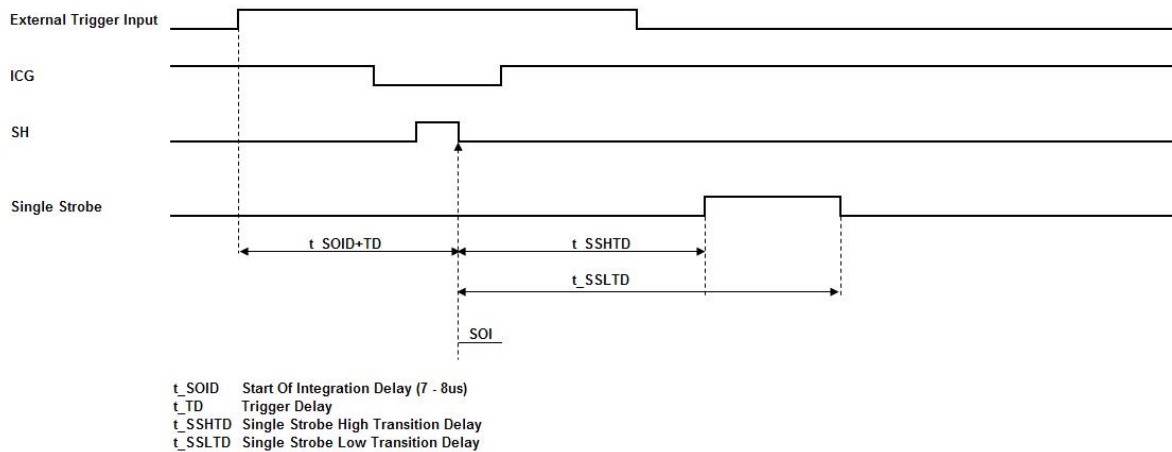 External Trigger Input
ICG
SH
Single Strobe
t_SOID+TD
t_SSHTD
t_SSLTD
SOI
t_SOID Start Of Integration Delay (7 - 8us)
t_TD Trigger Delay
t_SSHTD Single Strobe High Transition Delay
t_SSLTD Single Strobe Low Transition Delay